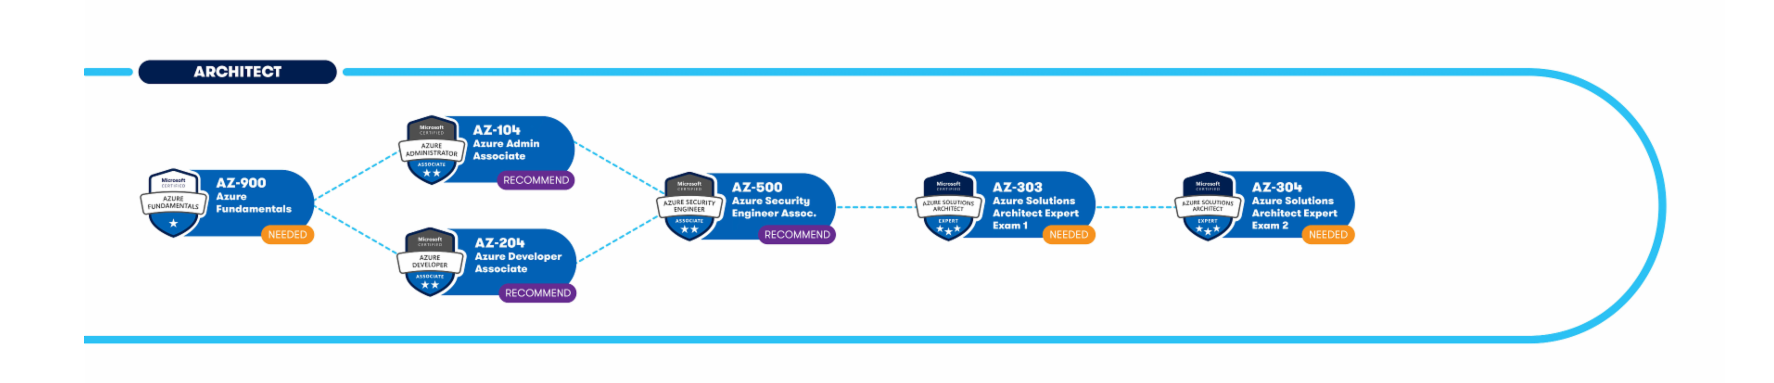 ARCHITECT
Microsoft
CERTIFIED
AZURE
FUNDAMENTALS
AZ-900
Azure
Fundamentals
NEEDED
Microsoft
CERTIFIED
AZURE
ADMINISTRATOR
ASSOCIATE
AZ-104
Azure Admin
Associate
RECOMMEND
Microsoft
CERTIFIED
AZURE
DEVELOPER
ASSOCIATE
AZ-204
Azure Developer
Associate
RECOMMEND
Microsoft
CERTIFIED
AZURE SECURITY
ENGINEER
ASSOCIATE
AZ-500
Azure Security
Engineer Assoc.
RECOMMEND
Microsoft
CERTIFIED
AZURE SOLUTIONS
ARCHITECT
EXPERT
AZ-303
Azure Solutions
Architect Expert
Exam 1
NEEDED
Microsoft
CERTIFIED
AZURE SOLUTIONS
ARCHITECT
EXPERT
AZ-304
Azure Solutions
Architect Expert
Exam 2
NEEDED